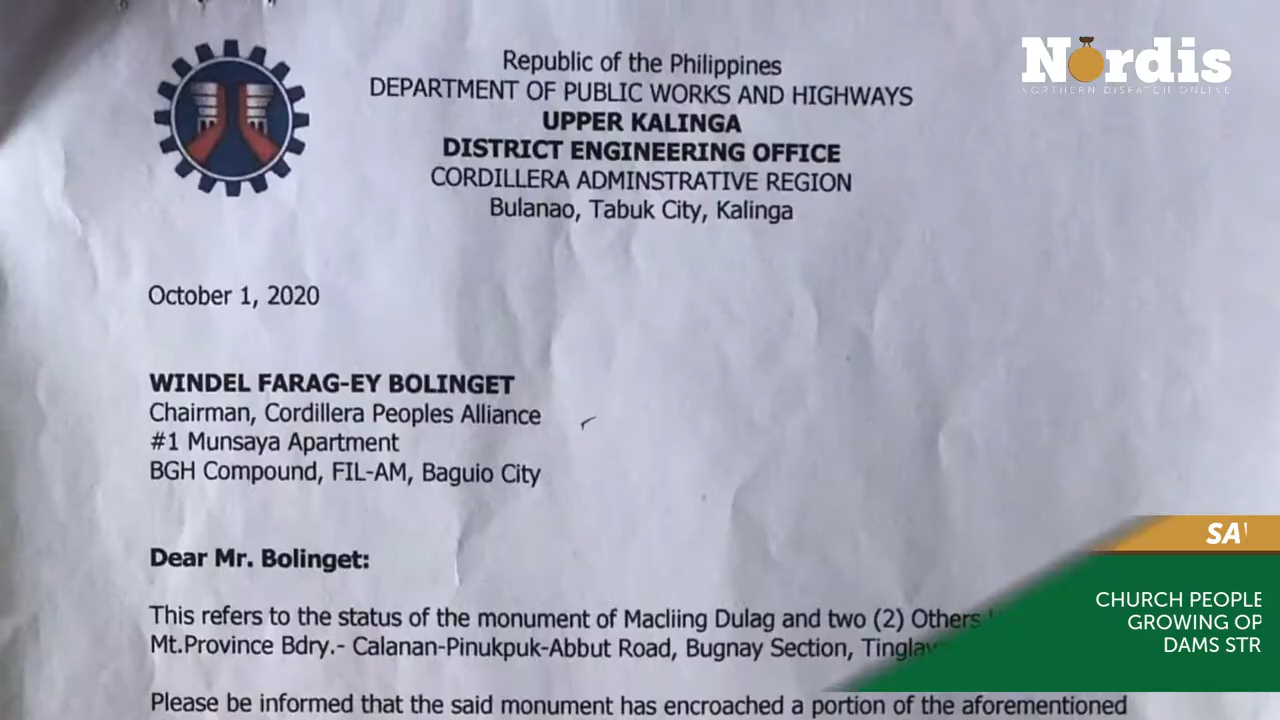 Nordis
NORTHERN DISPATCH ONLINE
Republic of the Philippines
DEPARTMENT OF PUBLIC WORKS AND HIGHWAYS
UPPER KALINGA
DISTRICT ENGINEERING OFFICE
CORDILLERA ADMINSTRATIVE REGION
Bulanao, Tabuk City, Kalinga
October 1, 2020
WINDEL FARAG-EY BOLINGET
Chairman, Cordillera Peoples Alliance
#1 Munsaya Apartment
BGH Compound, FIL-AM, Baguio City
Dear Mr. Bolinget:
This refers to the status of the monument of Macliing Dulag and two (2) Others
Mt.Province Bdry.- Calanan-Pinukpuk-Abbut Road, Bugnay Section,
Please be informed that the said monument has encroached a portion of the aforementioned
CHURCH PEOPLE
GROWING
DAMS